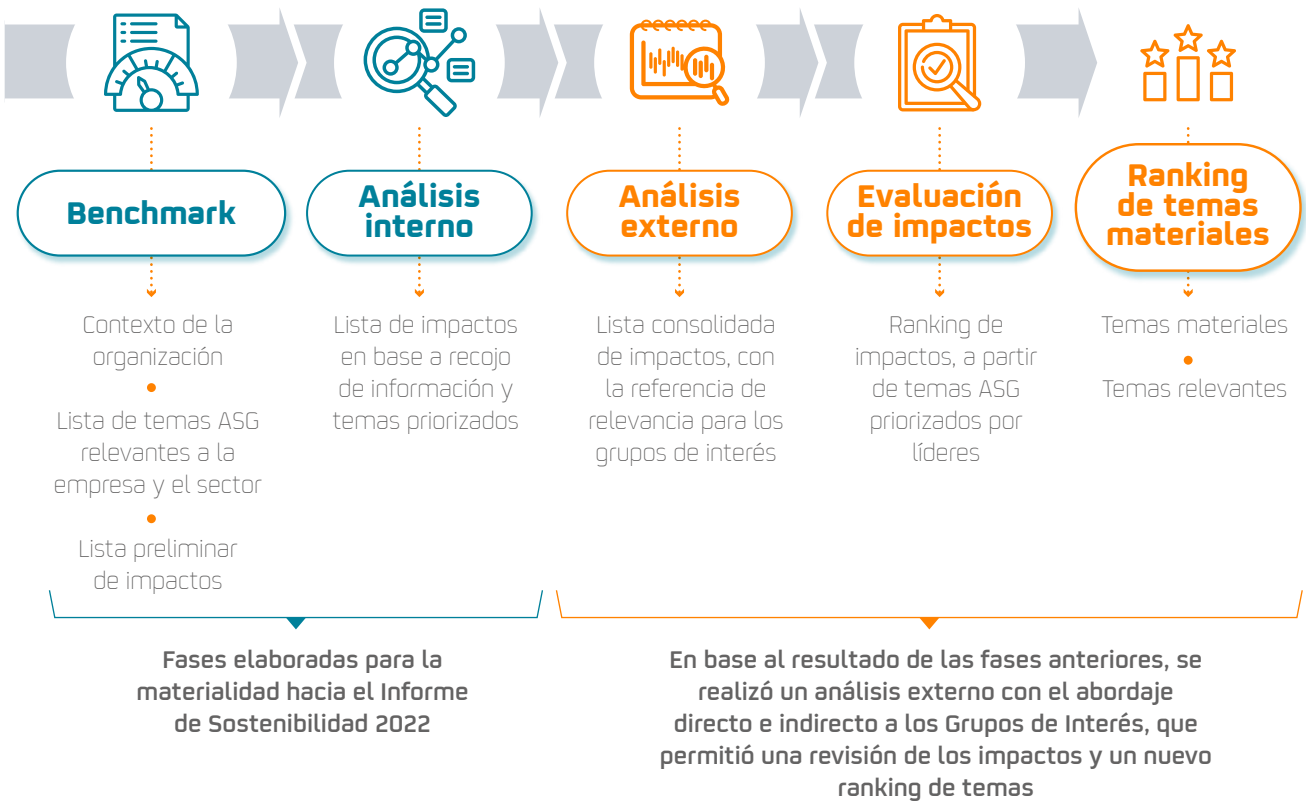 Benchmark
Contexto de la
organización
Lista de temas ASG
relevantes a la
empresa y el sector
Lista preliminar
de impactos
Análisis
interno
Lista de impactos
en base a recojo
de información y
temas priorizados
Análisis
externo
Lista consolidada
de impactos, con
la referencia de
relevancia para los
grupos de interés
Evaluación
de impactos
Ranking de
impactos, a partir
de temas ASG
priorizados por
líderes
Ranking
de temas
materiales
Temas materiales
Temas relevantes
Fases elaboradas para la
materialidad hacia el Informe
de Sostenibilidad 2022
En base al resultado de las fases anteriores, se
realizó un análisis externo con el abordaje
directo e indirecto a los Grupos de Interés, que
permitió una revisión de los impactos y un nuevo
ranking de temas